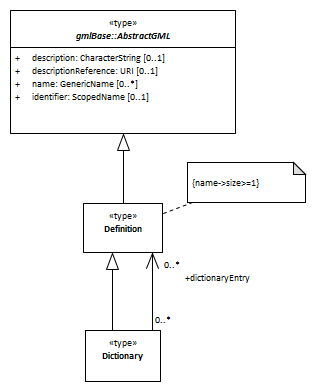 «type»
gmlBase::AbstractGML
+ description: CharacterString [0..1]
+ descriptionReference: URI [0..1]
+ name: GenericName [0..*]
+ identifier: ScopedName [0..1]
{name->size>=1}
«type»
Definition
0..*
+dictionaryEntry
0..*
«type»
Dictionary